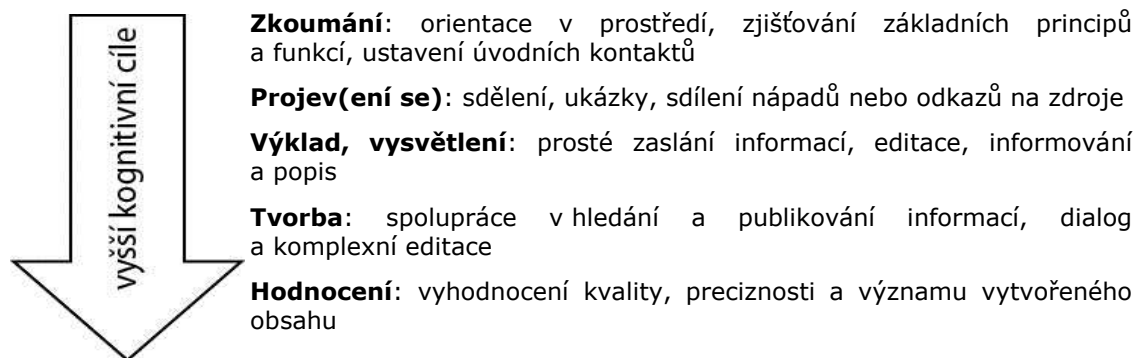 vyšší kognitivní cíle
Zkoumání: orientace v prostředí, zjišťování základních principů
a funkcí, ustavení úvodních kontaktů
Projev(ení se): sdělení, ukázky, sdílení nápadů nebo odkazů na zdroje
Výklad, vysvětlení: prosté zaslání informací, editace, informování
a popis
Tvorba: spolupráce v hledání a publikování informací, dialog
a komplexní editace
Hodnocení: vyhodnocení kvality, preciznosti a významu vytvořeného
obsahu